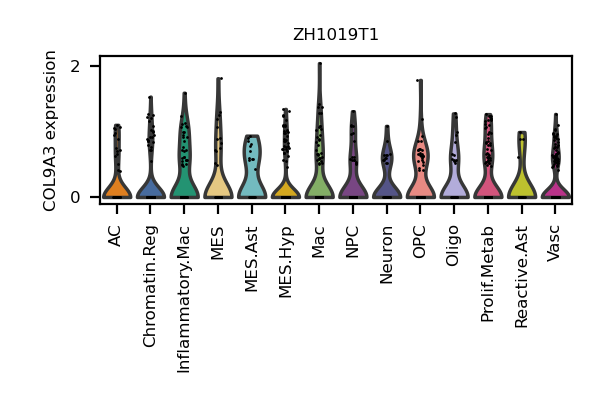 ZH1019T1
COL9A3 expression
2
0
AC
Chromatin.Reg
Inflammatory.Mac
MES
MES.Ast
MES.Hyp
Mac
NPC
Neuron
OPC
Oligo
Prolif.Metab
Reactive.Ast
Vasc